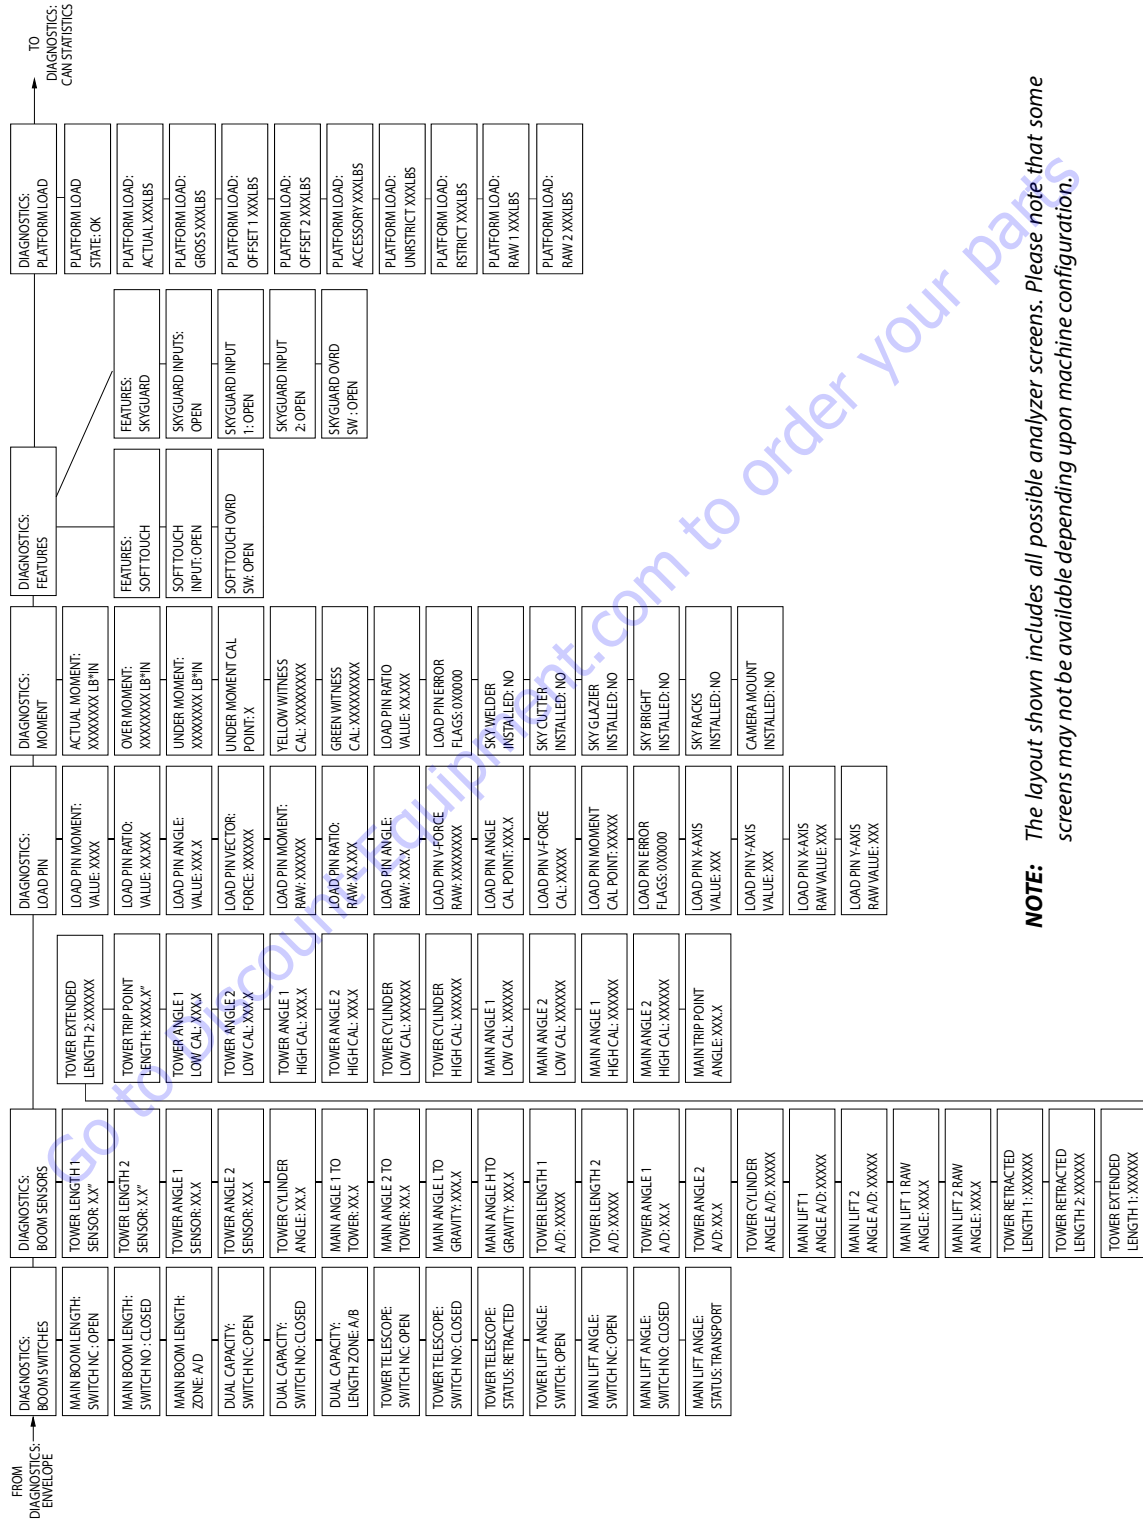 FROM
DIAGNOSTICS:
ENVELOPE
DIAGNOSTICS:
BOOM SWITCHES
MAIN BOOM LENGTH:
SWITCH NC: OPEN
MAIN BOOM LENGTH:
SWITCH NO : CLOSED
MAIN BOOM LENGTH:
ZONE: A/D
DUAL CAPACITY:
SWITCH NC: OPEN
DUAL CAPACITY:
SWITCH NO: CLOSED
DUAL CAPACITY:
LENGTH ZONE: A/B
TOWER TELESCOPE:
SWITCH NC: OPEN
TOWER TELESCOPE:
SWITCH NO: CLOSED
TOWER TELESCOPE:
STATUS: RETRACTED
TOWER LIFT ANGLE:
SWITCH: OPEN
MAIN LIFT ANGLE:
SWITCH NC: OPEN
MAIN LIFT ANGLE:
SWITCH NO: CLOSED
MAIN LIFT ANGLE:
STATUS: TRANSPORT
DIAGNOSTICS:
BOOM SENSORS
TOWER LENGTH 1
SENSOR: X.X"
TOWER LENGTH 2
SENSOR: X.X"
TOWER ANGLE 1
SENSOR: XX.X
TOWER ANGLE 2
SENSOR: XX.X
TOWER CYLINDER
ANGLE: XX.X
MAIN ANGLE 1 TO
TOWER: XX.X
MAIN ANGLE 2 TO
TOWER: XX.X
MAIN ANGLE L TO
GRAVITY: XXX.X
MAIN ANGLE H TO
GRAVITY: XXX.X
TOWER LENGTH 1
A/D: XXXXX
TOWER LENGTH 2
A/D: XXXXX
TOWER ANGLE 1
A/D: XX.X
TOWER ANGLE 2
A/D: XX.X
TOWER CYLINDER
ANGLE A/D: XXXXX
MAIN LIFT 1
ANGLE A/D: XXXXX
MAIN LIFT 2
ANGLE A/D: XXXXX
MAIN LIFT 1 RAW
ANGLE: XXX.X
MAIN LIFT 2 RAW
ANGLE: XXX.X
TOWER RETRACTED
LENGTH 1: XXXXXX
TOWER RETRACTED
LENGTH 2: XXXXXX
TOWER EXTENDED
LENGTH 1: XXXXXX
TOWER EXTENDED
LENGTH 2: XXXXXX
TOWER TRIP POINT
LENGTH: XXXX.X"
TOWER ANGLE 1
LOW CAL: XXX.X
TOWER ANGLE 2
LOW CAL: XXX.X
TOWER ANGLE 1
HIGH CAL: XXX.X
TOWER ANGLE 2
HIGH CAL: XXX.X
TOWER CYLINDER
LOW CAL: XXXXXX
TOWER CYLINDER
HIGH CAL: XXXXXX
MAIN ANGLE 1
LOW CAL: XXXXXX
MAIN ANGLE 2
LOW CAL: XXXXXX
MAIN ANGLE 1
HIGH CAL: XXXXXX
MAIN ANGLE 2
HIGH CAL: XXXXXX
MAIN TRIP POINT
ANGLE: XXX.X
DIAGNOSTICS:
LOAD PIN
LOAD PIN MOMENT:
VALUE: XXXX
LOAD PIN RATIO:
VALUE: XX.XXX
LOAD PIN ANGLE:
VALUE: XXX.X
LOAD PIN VECTOR:
FORCE: XXXXXX
LOAD PIN MOMENT:
RAW: XXXXXXX
LOAD PIN RATIO:
RAW: XX.XXX
LOAD PIN ANGLE:
RAW: XXX.X
LOAD PIN V-FORCE
RAW: XXXXXXXX
LOAD PIN ANGLE
CAL POINT: XXX.X
LOAD PIN V-FORCE
CAL: XXXXX
LOAD PIN MOMENT
CAL POINT: XXXXX
LOAD PIN ERROR
FLAGS: 0X0000
LOAD PIN X-AXIS
VALUE: XXX
LOAD PIN Y-AXIS
VALUE: XXX
LOAD PIN X-AXIS
RAW VALUE: XXX
LOAD PIN Y-AXIS
RAW VALUE: XXX
DIAGNOSTICS:
MOMENT
ACTUAL MOMENT:
XXXXXXXX LB*IN
OVER MOMENT:
XXXXXXXX LB*IN
UNDER MOMENT:
XXXXXXX LB*IN
UNDER MOMENT CAL
POINT: X
YELLOW WITNESS
CAL: XXXXXXXXXX
GREEN WITNESS
CAL: XXXXXXXXXX
LOAD PIN RATIO
VALUE: XX.XXX
LOAD PIN ERROR
FLAGS: 0X0000
SKY WELDER
INSTALLED: NO
SKY CUTTER
INSTALLED: NO
SKY GLAZIER
INSTALLED: NO
SKY BRIGHT
INSTALLED: NO
SKY RACKS
INSTALLED: NO
CAMERA MOUNT
INSTALLED: NO
DIAGNOSTICS:
FEATURES
FEATURES:
SOFT TOUCH
SOFT TOUCH
INPUT: OPEN
SOFT TOUCH OVRD
SW: OPEN
FEATURES:
SKYGUARD
SKYGUARD INPUTS:
OPEN
SKYGUARD INPUT
1: OPEN
SKYGUARD INPUT
2: OPEN
SKYGUARD OVRD
SW : OPEN
DIAGNOSTICS:
PLATFORM LOAD
PLATFORM LOAD
STATE: OK
PLATFORM LOAD:
ACTUAL XXXLBS
PLATFORM LOAD:
GROSS XXXLBS
PLATFORM LOAD:
OFFSET 1 XXXLBS
PLATFORM LOAD:
OFFSET 2 XXXLBS
PLATFORM LOAD:
ACCESSORY XXXLBS
PLATFORM LOAD:
UNRSTRICT XXXLBS
PLATFORM LOAD:
RSTRICT XXXLBS
PLATFORM LOAD:
RAW 1 XXXLBS
PLATFORM LOAD:
RAW 2 XXXLBS
TO
DIAGNOSTICS:
CAN STATISTICS
NOTE: The layout shown includes all possible analyzer screens. Please note that some
screens may not be available depending upon machine configuration.
Go to Discount-Equipment.com to order your parts